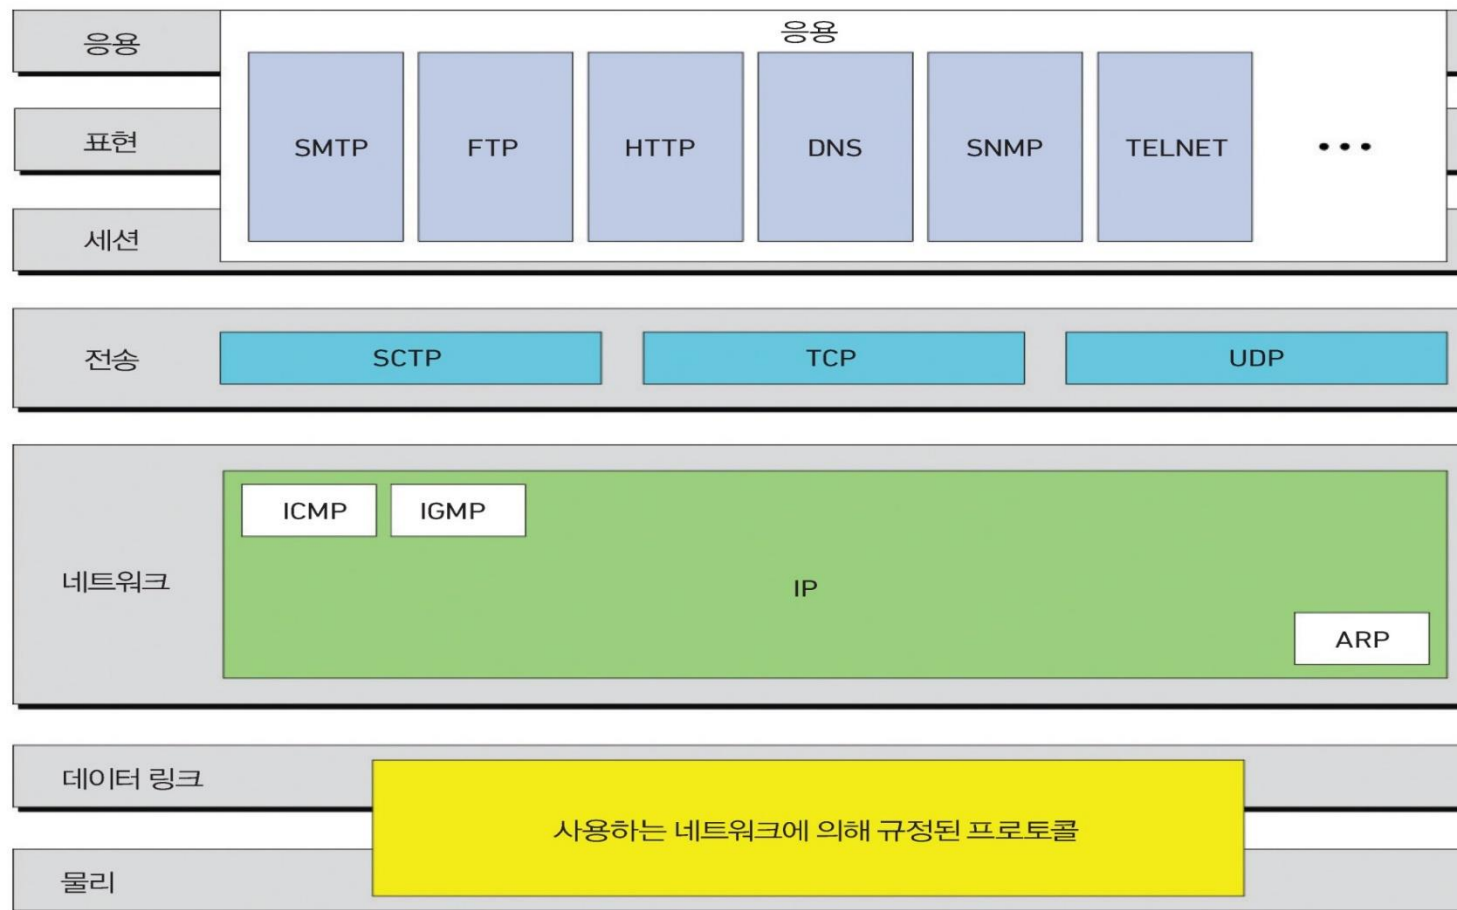 응용
응용
SMTP FTP HTTP DNS SNMP TELNET ...
표현
세션
전송
SCTP TCP UDP
네트워크
ICMP IGMP
IP
ARP
데이터 링크
사용하는 네트워크에 의해 규정된 프로토콜
물리